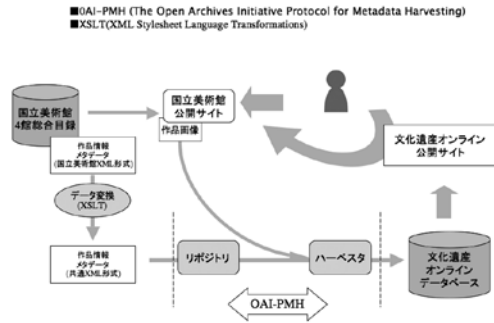 ■OAI-PMH (The Open Archives Initiative Protocol for Metadata Harvesting)
■XSLT(XML Stylesheet Language Transformations)
国立美術館
4館総合目録
国立美術館
公開サイト
作品画像
文化遺産オンライン
公開サイト
作品情報
メタデータ
(国立美術館XML形式)
データ変換
(XSLT)
作品情報
メタデータ
(共通XML形式)
リポジトリ
ハーベスタ
文化遺産
オンライン
データベース
OAI-PMH